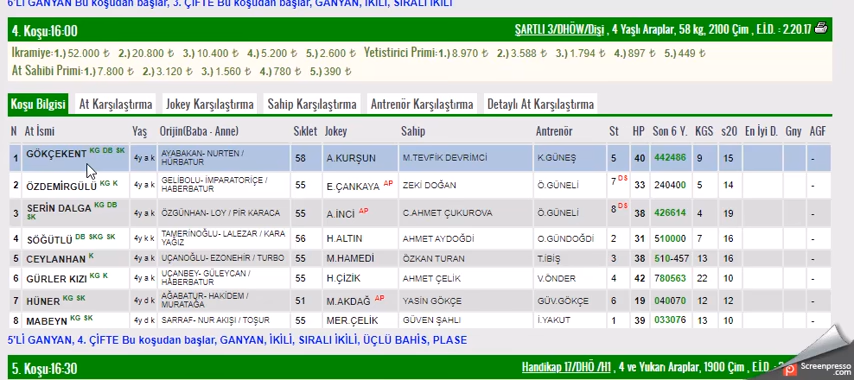 6'Lİ GANYAN Bu koşudan başlar, 3. ÇİFTE Bu koşudan başlar, GANYAN, İKİLİ, SIRALI İKİLİ
4. Koşu:16:00 ŞARTLI 3/DHÖW/Dişi , 4 Yaşlı Araplar, 58 kg, 2100 Çim , E.İ.D. : 2.20.17
Ikramiye:1.) 52.000 ₺ 2.) 20.800 ₺ 3.) 10.400 ₺ 4.) 5.200 ₺ 5.) 2.600 ₺ Yetistirici Primi:1.) 8.970 ₺ 2.) 3.588 ₺ 3.) 1.794 ₺ 4.) 897 ₺ 5.) 449 ₺
At Sahibi Primi:1.) 7.800 ₺ 2.) 3.120 ₺ 3.) 1.560 ₺ 4.) 780 ₺ 5.) 390 ₺
Koşu Bilgisi At Karşılaştırma Jokey Karşılaştırma Sahip Karşılaştırma Antrenör Karşılaştırma Detaylı At Karşılaştırma
N At İsmi Yaş Orijin(Baba - Anne) Sıklet Jokey Sahip Antrenör St HP Son 6 Y. KGS s20 En İyi D. Gny AGF
1 GÖKÇEKENT KG DB SK 4y a k AYABAKAN- NURTEN / HÜRBATUR 58 A.KURŞUN M.TEVFİK DEVRİMCİ K.GÜNEŞ 5 40 442486 9 15 -
2 ÖZDEMİRGÜLÜ KG K 4y a k GELİBOLU- İMPARATORİÇE / HABERBATUR 55 E.ÇANKAYA AP ZEKİ DOĞAN Ö.GÜNELİ 7 DS 33 240400 5 14 -
3 SERİN DALGA KG DB SK 4y a k ÖZGÜNHAN- LOY / PİR KARACA 55 A.İNCİ AP C.AHMET ÇUKUROVA Ö.GÜNELİ 8 DS 38 426614 4 19 -
4 SÖĞÜTLÜ DB SKG SK 4y k k TAMERİNOĞLU- LALEZAR / KARA YAĞIZ 56 H.ALTIN AHMET AYDOĞDİ O.GÜNDOĞDİ 2 31 510000 7 16 -
5 CEYLANHAN K 4y a k UÇANOĞLU- EZONEHİR / TURBO 55 M.HAMEDİ ÖZKAN TURAN T.İBİŞ 3 38 510-457 13 16 -
6 GÜRLER KIZI KG K 4y a k UÇANBEY- GÜLEYCAN / HABERBATUR 55 H.ÇİZİK AHMET ÇELİK V.ÖNDER 4 42 780563 22 10 -
7 HÜNER KG SK 4y d k AĞABATUR- HAKİDEM / MURATAĞA 51 M.AKDAĞ AP YASİN GÖKÇE GÜV.GÖKÇE 6 19 040070 12 12 -
8 MABEYN KG SK 4y d k SARRAF- NUR AKIŞI / TOŞUR 55 MER.ÇELİK GÜVEN ŞAHLI İ.YAKUT 1 39 033076 13 10 -
5'Lİ GANYAN, 4. ÇİFTE Bu koşudan başlar, GANYAN, İKİLİ, SIRALI İKİLİ, ÜÇLÜ BAHİS, PLASE
5. Koşu:16:30 Handikap 17/DHÖ /H1 , 4 ve Yukarı Araplar, 1900 Çim , E.İ.D. :
Screenpresso
.com